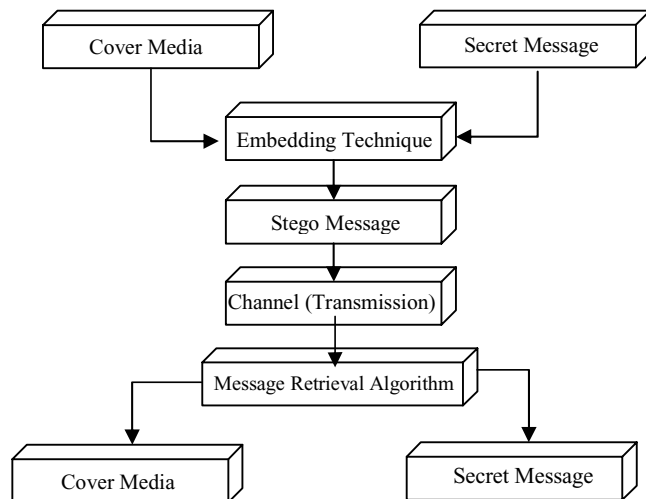 Cover Media
Secret Message
Embedding Technique
Stego Message
Channel (Transmission)
Message Retrieval Algorithm
Cover Media
Secret Message